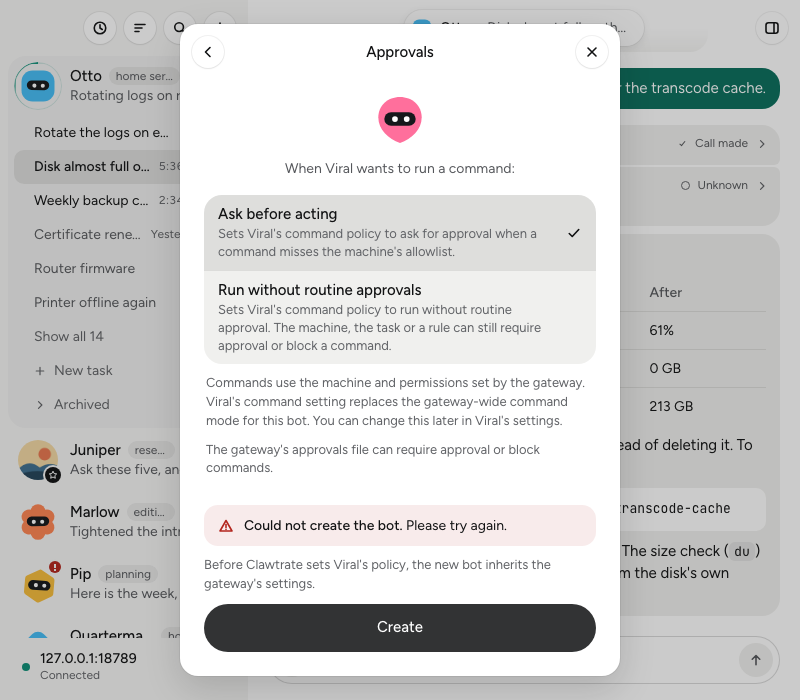 Approvals
When Viral wants to run a command:
Ask before acting
Sets Viral's command policy to ask for approval when a
command misses the machine's allowlist.
Run without routine approvals
Sets Viral's command policy to run without routine
approval. The machine, the task or a rule can still require
approval or block a command.
Commands use the machine and permissions set by the gateway.
Viral's command setting replaces the gateway-wide command
mode for this bot. You can change this later in Viral's settings.
The gateway's approvals file can require approval or block
commands.
Could not create the bot. Please try again.
Before Clawtrate sets Viral's policy, the new bot inherits the
gateway's settings.
Create
Otto home ser...
Rotating logs on
Rotate the logs on e...
Disk almost full o...
Weekly backup c...
Certificate rene...
Router firmware
Printer offline again
Show all 14
New task
Archived
Juniper rese...
Ask these five,
Marlow editi...
Tightened the
Pip planning
Here is the week,
127.0.0.1:18789
Connected
the transcode cache.
Call made
Unknown
After
61%
0 GB
213 GB
of deleting it. To
transcode-cache
The size check (du)
the disk's own